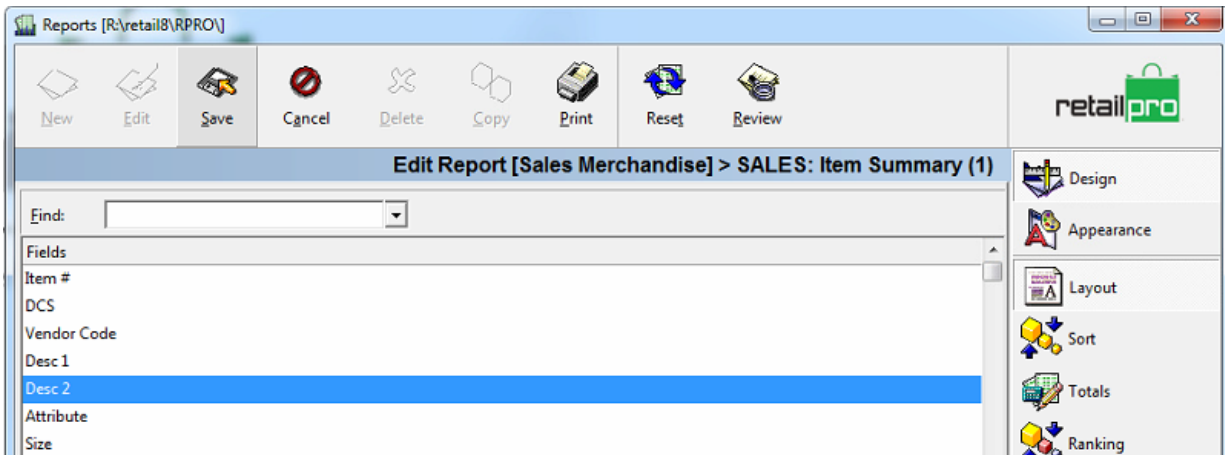 Reports [R:\retail8\RPRO\]
New Edit Save Cancel Delete Copy Print Reset Review
retailpro
Edit Report [Sales Merchandise] > SALES: Item Summary (1)
Design
Find:
Appearance
Fields
Item #
Layout
DCS
Vendor Code
Sort
Desc 1
Desc 2
Totals
Attribute
Size
Ranking